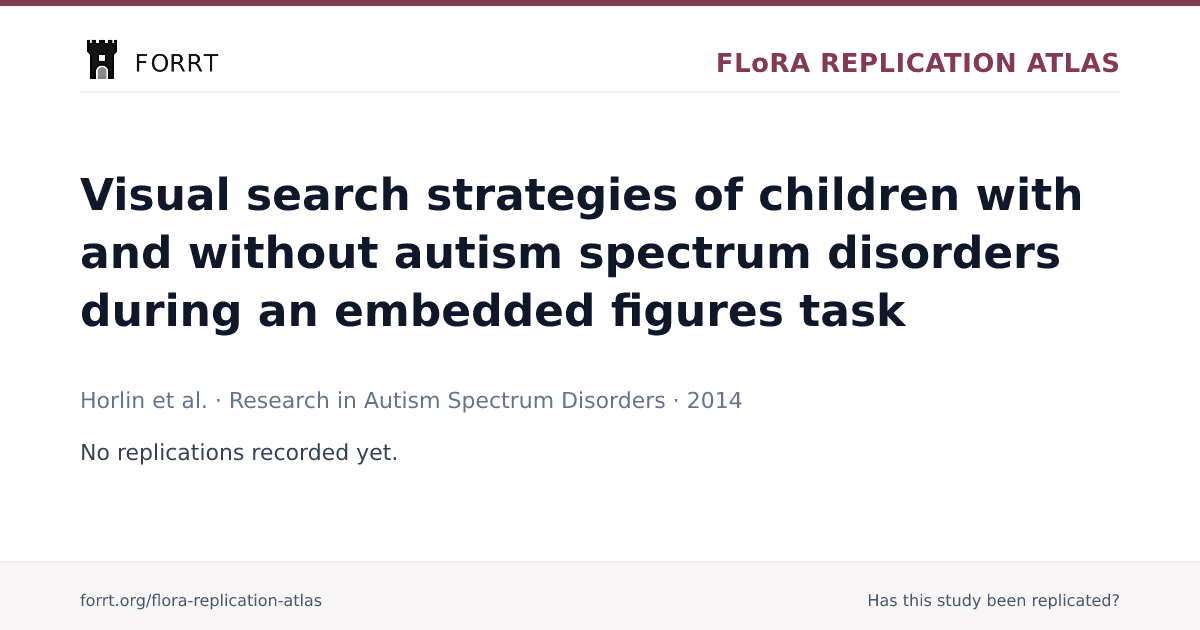 FORRT
FLoRA REPLICATION ATLAS
Visual search strategies of children with
and without autism spectrum disorders
during an embedded figures task
Horlin et al. · Research in Autism Spectrum Disorders · 2014
No replications recorded yet.
forrt.org/flora-replication-atlas
Has this study been replicated?